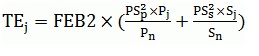 TEⱼ = FEB2 × (PSₚ²×Pⱼ/Pₙ + PSₛ²×Sⱼ/Sₙ)